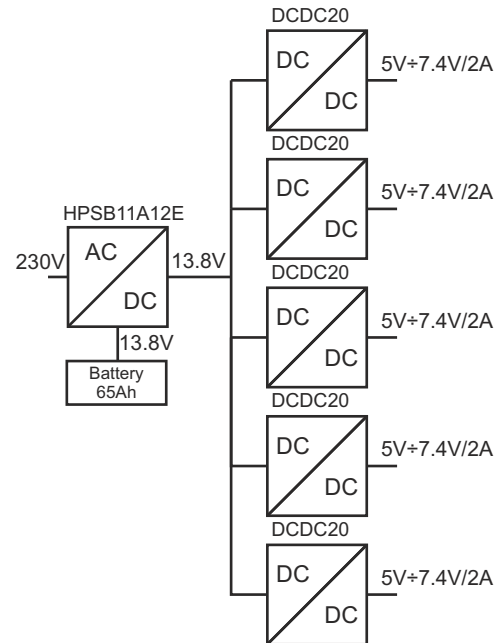 DCDC20
DC
DC
5V÷7.4V/2A
DCDC20
DC
DC
5V÷7.4V/2A
HPSB11A12E
230V
AC
DC
13.8V
13.8V
Battery
65Ah
DCDC20
DC
DC
5V÷7.4V/2A
DCDC20
DC
DC
5V÷7.4V/2A
DCDC20
DC
DC
5V÷7.4V/2A